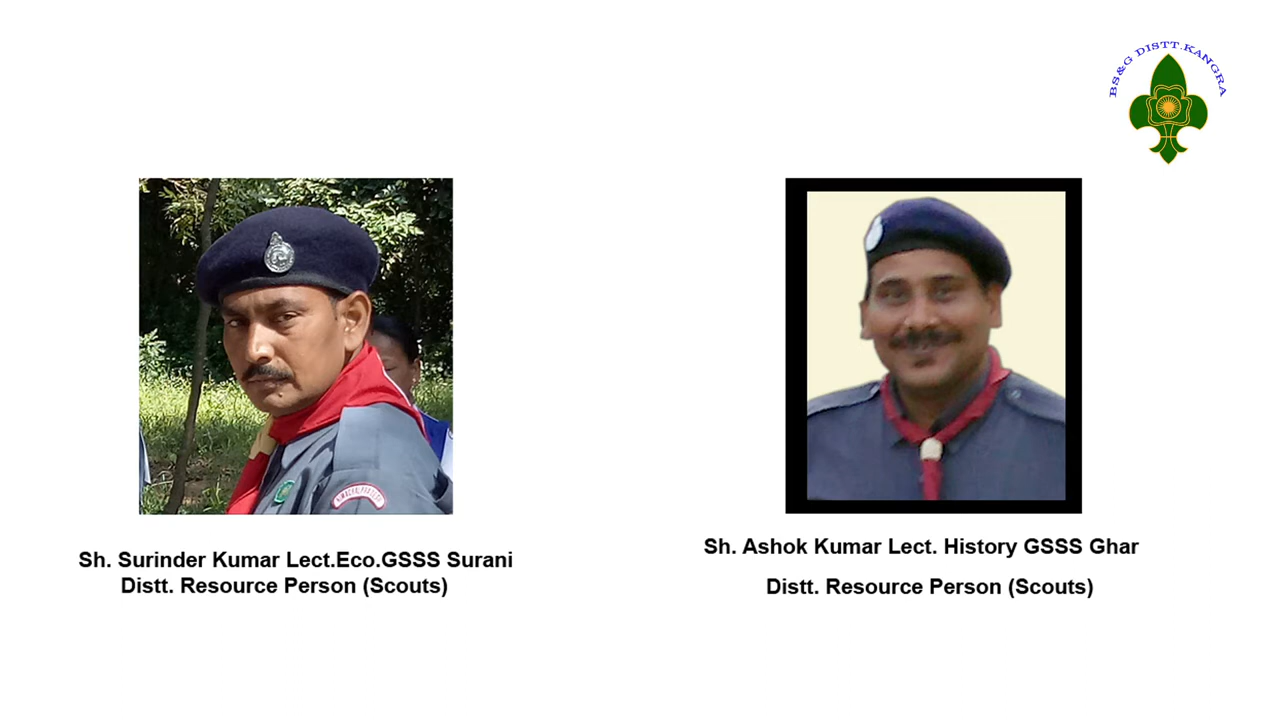 BS&G DISTT.KANGRA
Sh. Surinder Kumar Lect.Eco.GSSS Surani
Distt. Resource Person (Scouts)
Sh. Ashok Kumar Lect. History GSSS Ghar
Distt. Resource Person (Scouts)